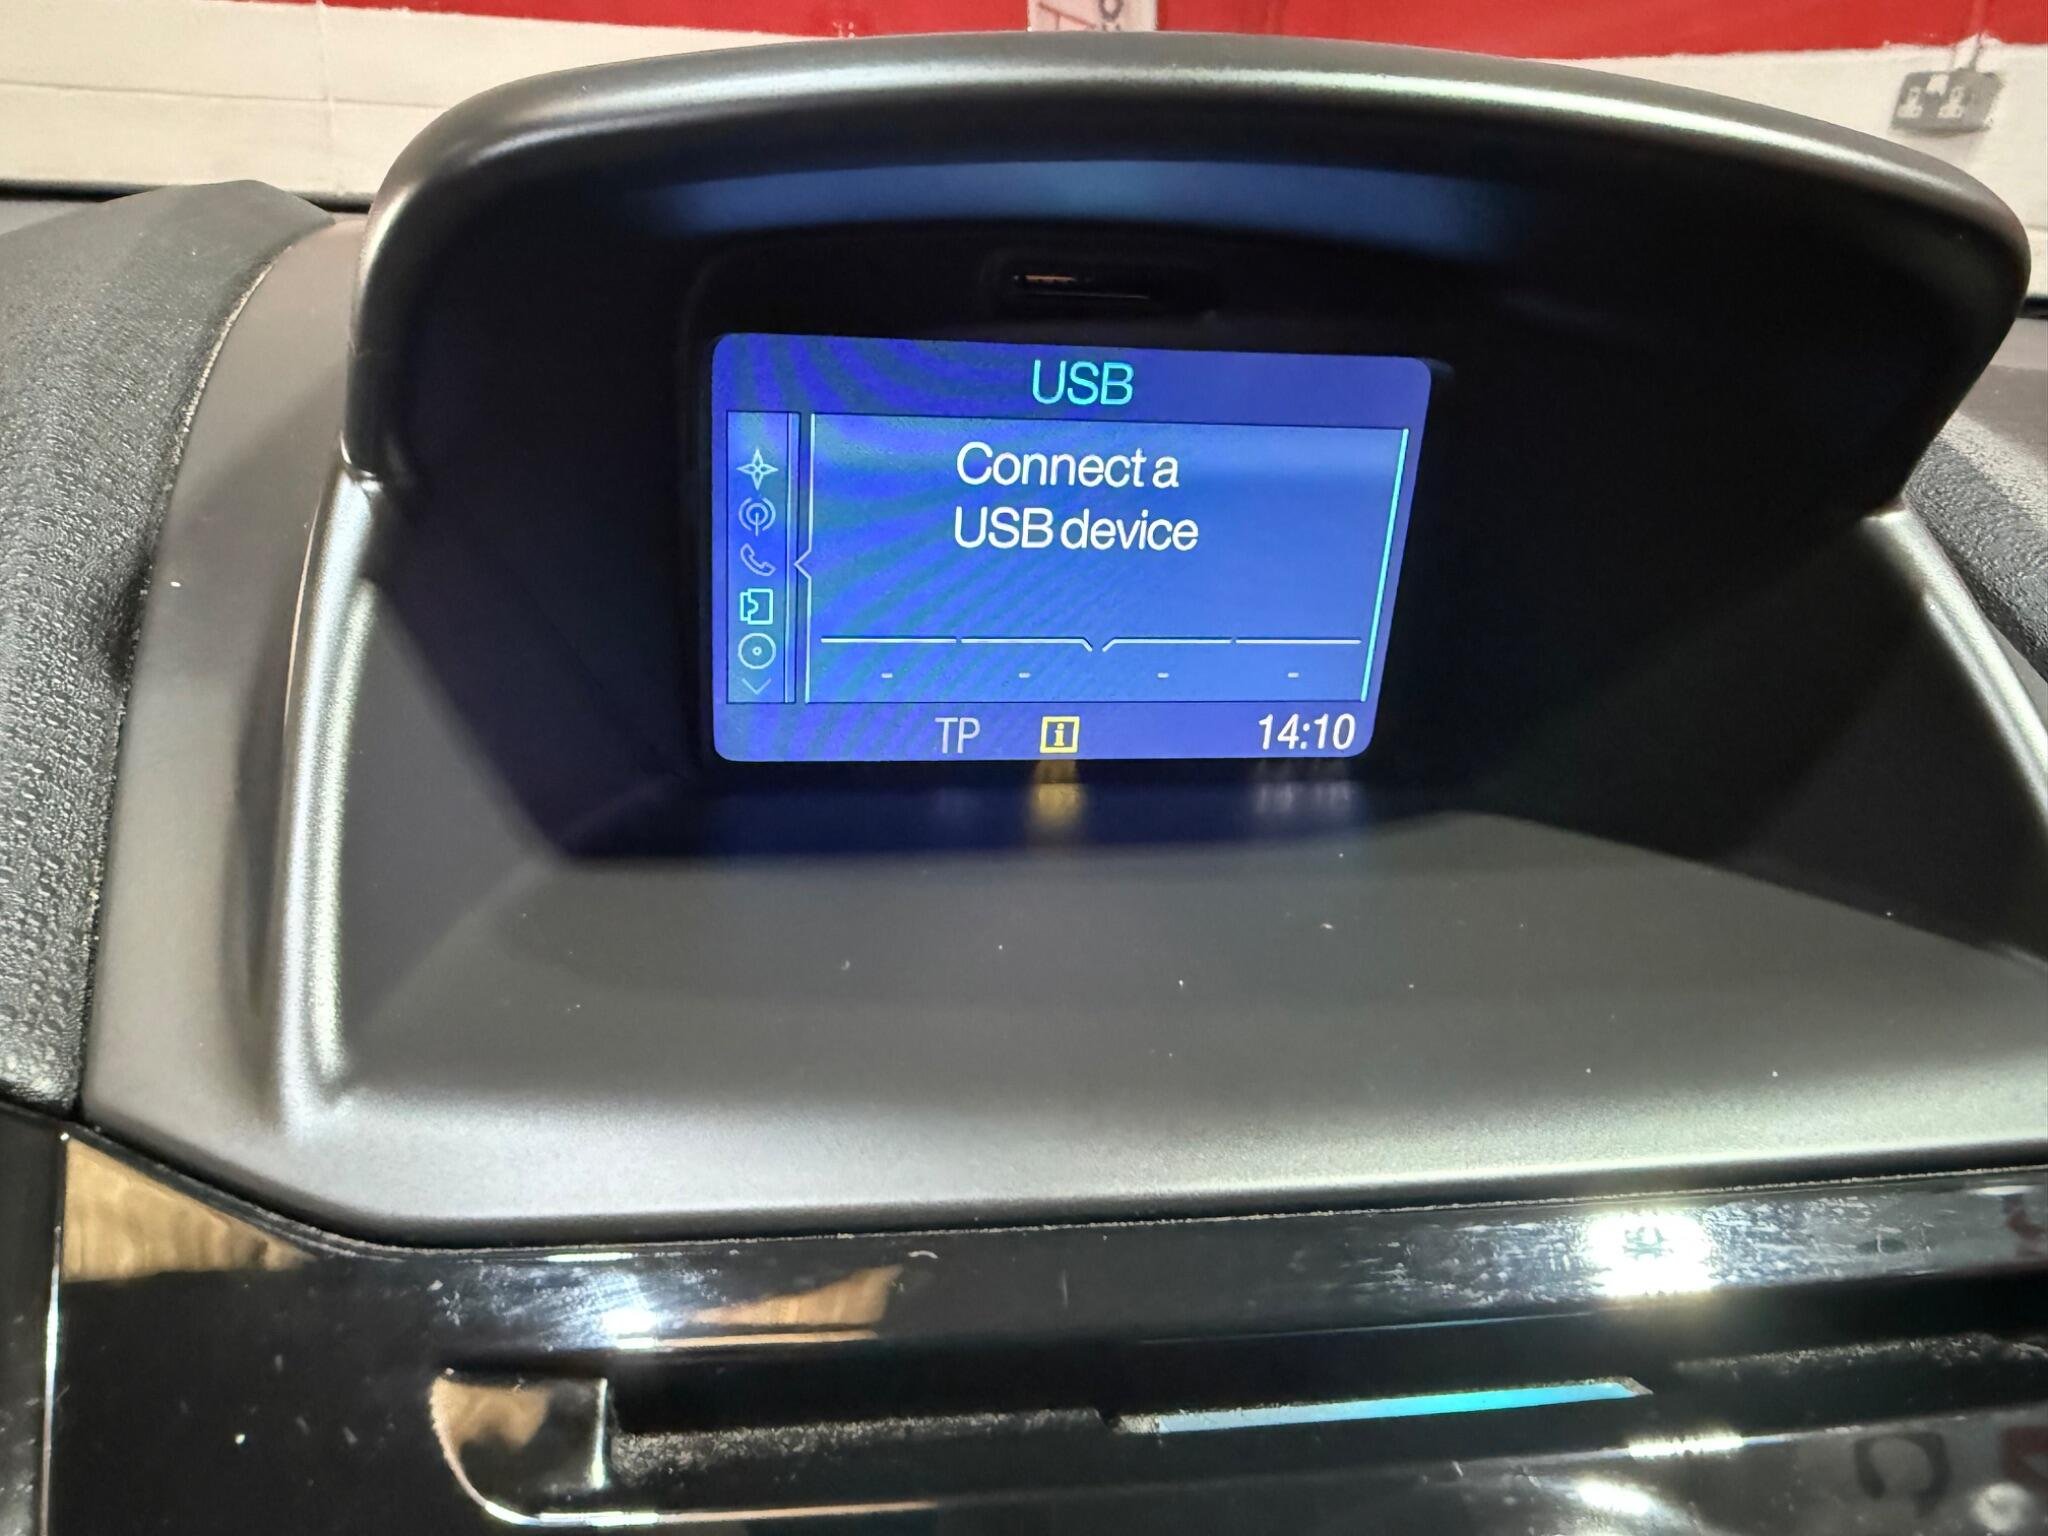 USB
Connect a
USB device
- - - -
TP i 14:10